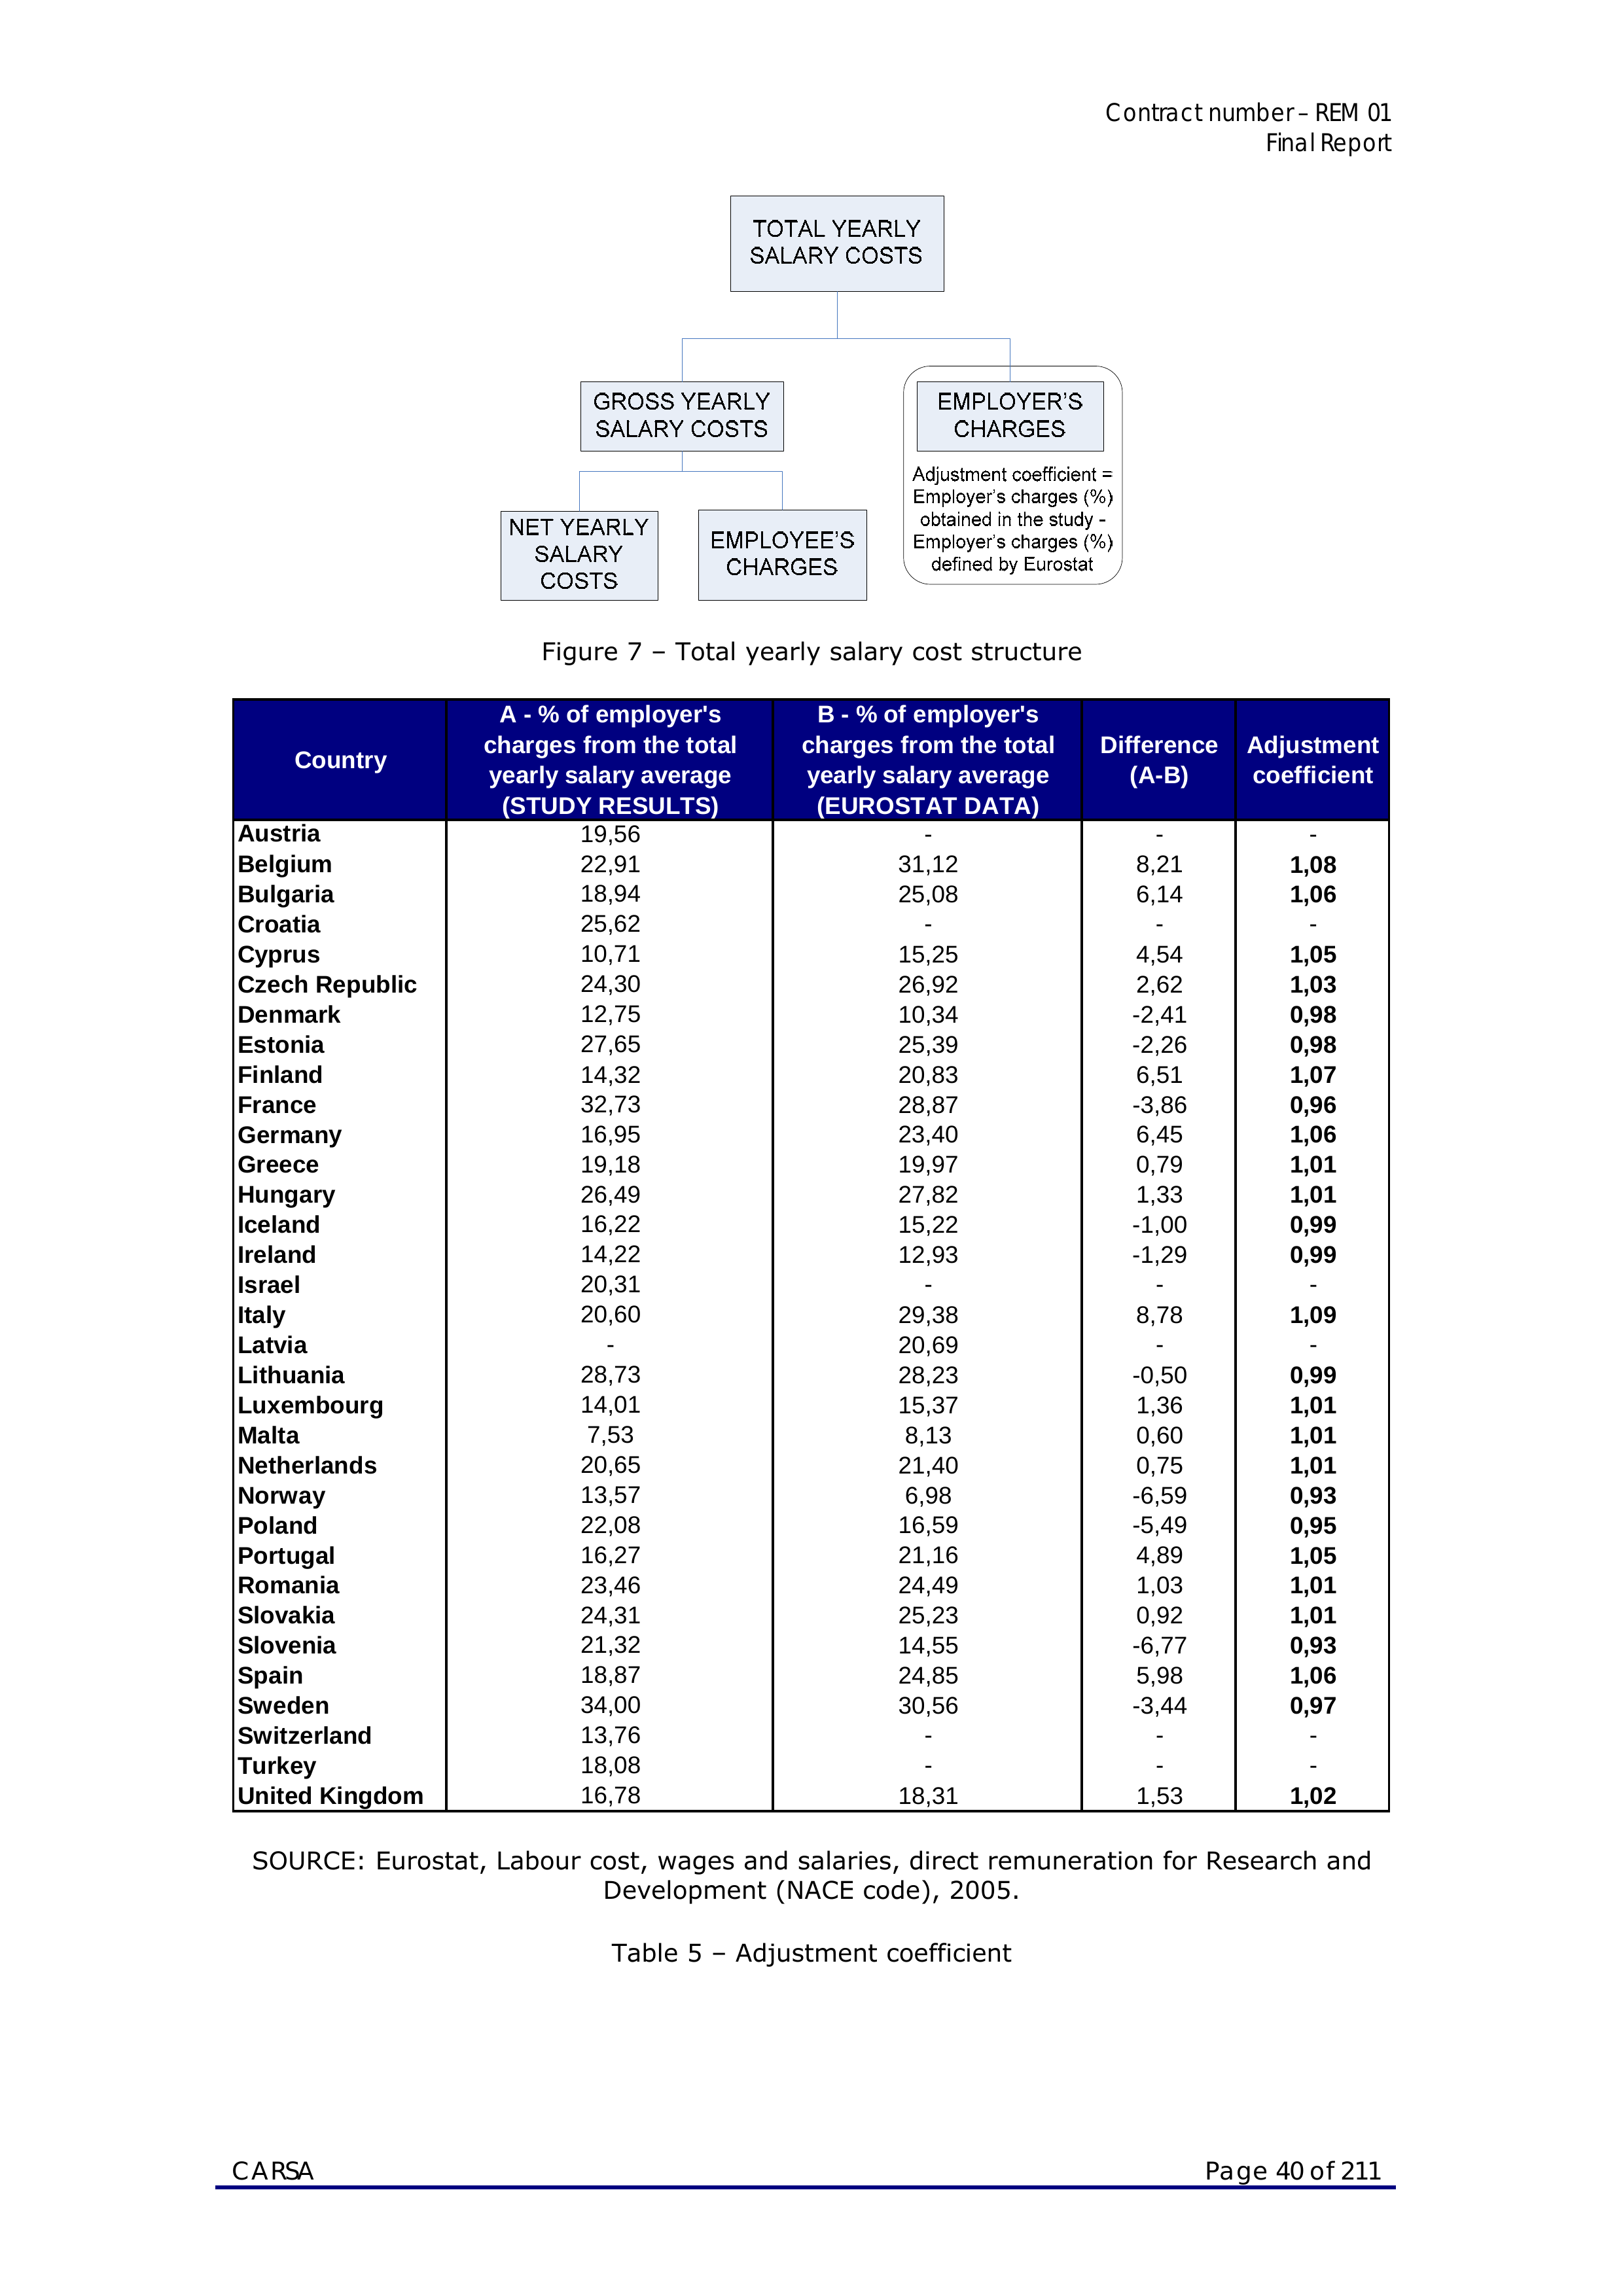 Contract number – REM 01
Final Report
TOTAL YEARLY
SALARY COSTS
GROSS YEARLY
SALARY COSTS
EMPLOYER'S
CHARGES
Adjustment coefficient =
Employer's charges (%)
obtained in the study -
Employer's charges (%)
defined by Eurostat
NET YEARLY
SALARY
COSTS
EMPLOYEE'S
CHARGES
Figure 7 – Total yearly salary cost structure
Country A - % of employer's charges from the total yearly salary average (STUDY RESULTS) B - % of employer's charges from the total yearly salary average (EUROSTAT DATA) Difference (A-B) Adjustment coefficient
Austria 19,56 - - -
Belgium 22,91 31,12 8,21 1,08
Bulgaria 18,94 25,08 6,14 1,06
Croatia 25,62 - - -
Cyprus 10,71 15,25 4,54 1,05
Czech Republic 24,30 26,92 2,62 1,03
Denmark 12,75 10,34 -2,41 0,98
Estonia 27,65 25,39 -2,26 0,98
Finland 14,32 20,83 6,51 1,07
France 32,73 28,87 -3,86 0,96
Germany 16,95 23,40 6,45 1,06
Greece 19,18 19,97 0,79 1,01
Hungary 26,49 27,82 1,33 1,01
Iceland 16,22 15,22 -1,00 0,99
Ireland 14,22 12,93 -1,29 0,99
Israel 20,31 - - -
Italy 20,60 29,38 8,78 1,09
Latvia - 20,69 - -
Lithuania 28,73 28,23 -0,50 0,99
Luxembourg 14,01 15,37 1,36 1,01
Malta 7,53 8,13 0,60 1,01
Netherlands 20,65 21,40 0,75 1,01
Norway 13,57 6,98 -6,59 0,93
Poland 22,08 16,59 -5,49 0,95
Portugal 16,27 21,16 4,89 1,05
Romania 23,46 24,49 1,03 1,01
Slovakia 24,31 25,23 0,92 1,01
Slovenia 21,32 14,55 -6,77 0,93
Spain 18,87 24,85 5,98 1,06
Sweden 34,00 30,56 -3,44 0,97
Switzerland 13,76 - - -
Turkey 18,08 - - -
United Kingdom 16,78 18,31 1,53 1,02
SOURCE: Eurostat, Labour cost, wages and salaries, direct remuneration for Research and
Development (NACE code), 2005.
Table 5 – Adjustment coefficient
CARSA Page 40 of 211